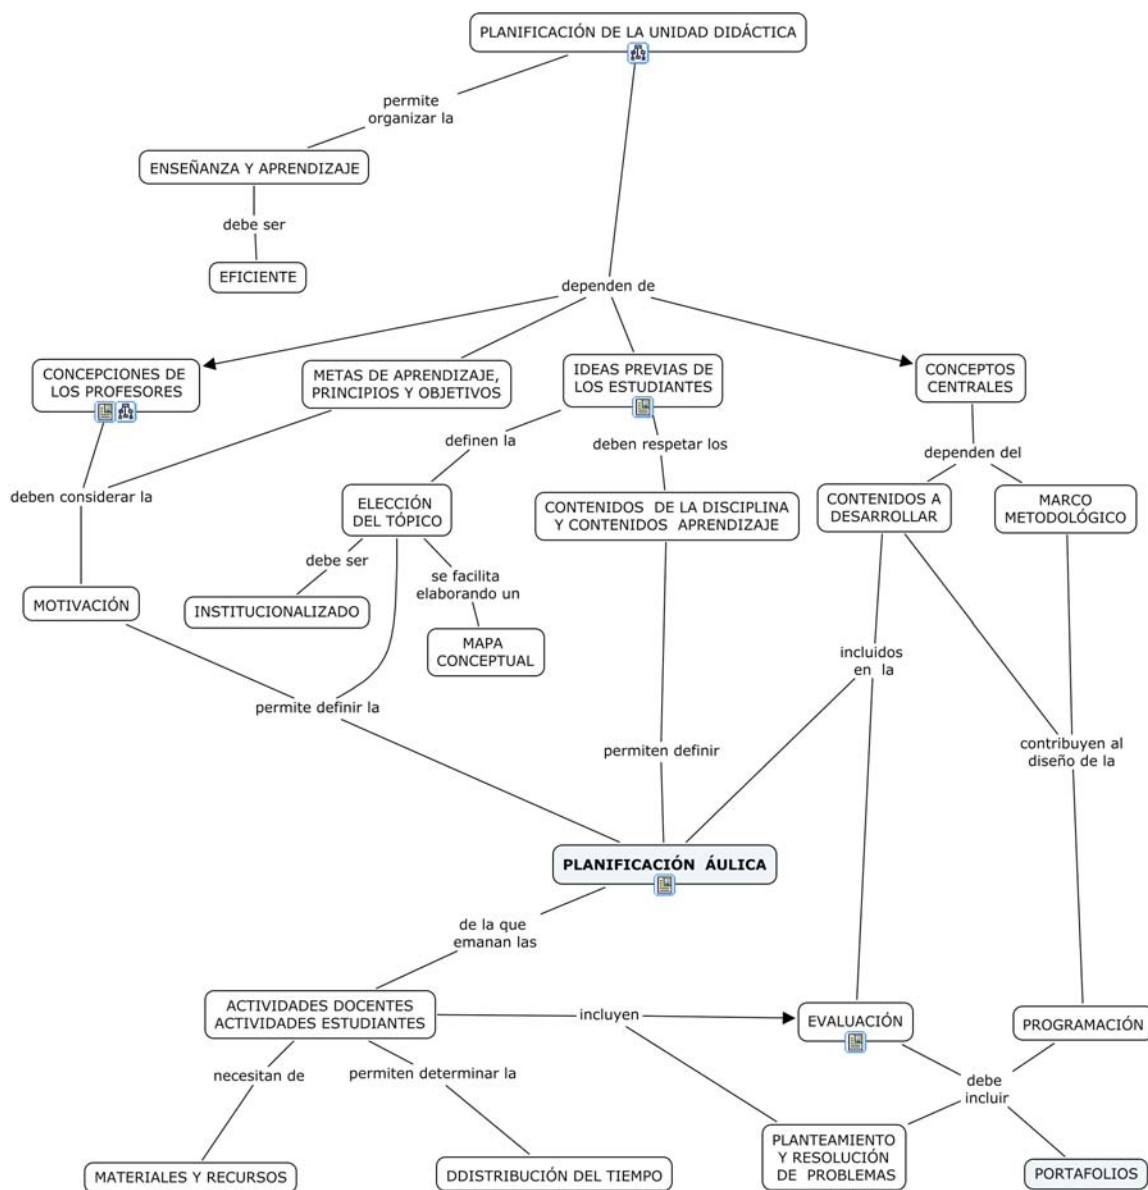 PLANIFICACIÓN DE LA UNIDAD DIDÁCTICA
permite
organizar la
ENSEÑANZA Y APRENDIZAJE
debe ser
EFICIENTE
dependen de
CONCEPCIONES DE
LOS PROFESORES
METAS DE APRENDIZAJE,
PRINCIPIOS Y OBJETIVOS
IDEAS PREVIAS DE
LOS ESTUDIANTES
CONCEPTOS
CENTRALES
definen la
deben respetar los
dependen del
deben considerar la
ELECCIÓN
DEL TÓPICO
CONTENIDOS DE LA DISCIPLINA
Y CONTENIDOS APRENDIZAJE
CONTENIDOS A
DESARROLLAR
MARCO
METODOLÓGICO
debe ser
se facilita
elaborando un
MOTIVACIÓN
INSTITUCIONALIZADO
MAPA
CONCEPTUAL
incluidos
en la
permite definir la
permiten definir
contribuyen al
diseño de la
PLANIFICACIÓN ÁULICA
de la que
emanan las
ACTIVIDADES DOCENTES
ACTIVIDADES ESTUDIANTES
incluyen
EVALUACIÓN
PROGRAMACIÓN
necesitan de
permiten determinar la
debe
incluir
MATERIALES Y RECURSOS
DDISTRIBUCIÓN DEL TIEMPO
PLANTEAMIENTO
Y RESOLUCIÓN
DE PROBLEMAS
PORTAFOLIOS